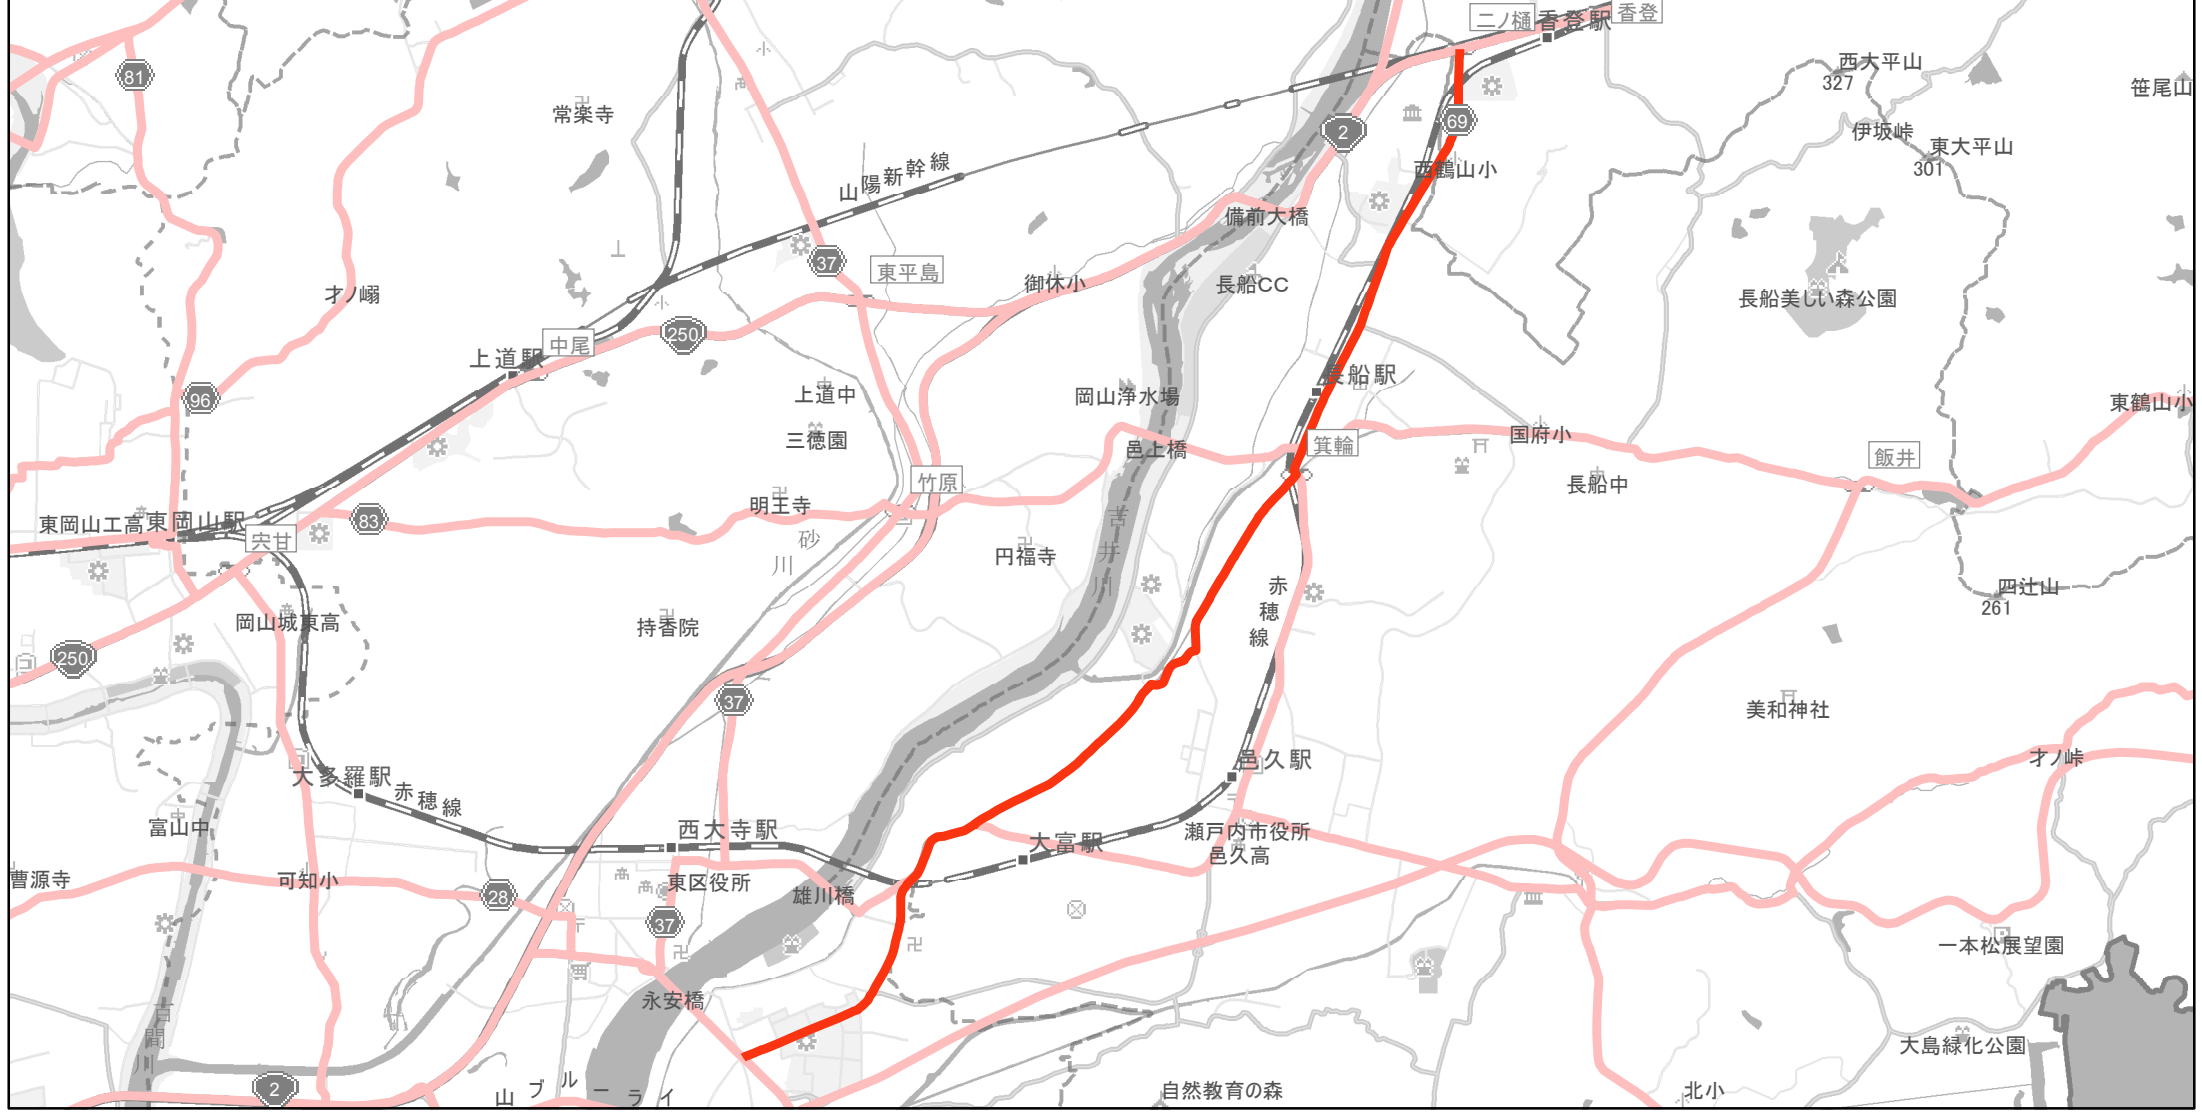 二ノ樋
香登駅
香登
81
常楽寺
2
69
西大平山
327
笹尾山
伊坂峠
東大平山
301
山陽新幹線
西鶴山小
備前大橋
37
東平島
御休小
長船CC
長船美しい森公園
才ノ嵶
250
中尾
上道駅
96
上道中
三徳園
岡山浄水場
長船駅
東鶴山小
邑上橋
箕輪
国府小
飯井
長船中
竹原
明王寺
83
東岡山工高
東岡山駅
宍甘
砂川
円福寺
吉井川
赤穂線
四辻山
261
岡山城東高
持香院
250
37
美和神社
邑久駅
才ノ峠
大多羅駅
赤穂線
富山中
西大寺駅
大富駅
瀬戸内市役所
邑久高
曹源寺
可知小
28
東区役所
雄川橋
37
一本松展望園
永安橋
百間川
大島緑化公園
2
山ブルーライ
自然教育の森
北小